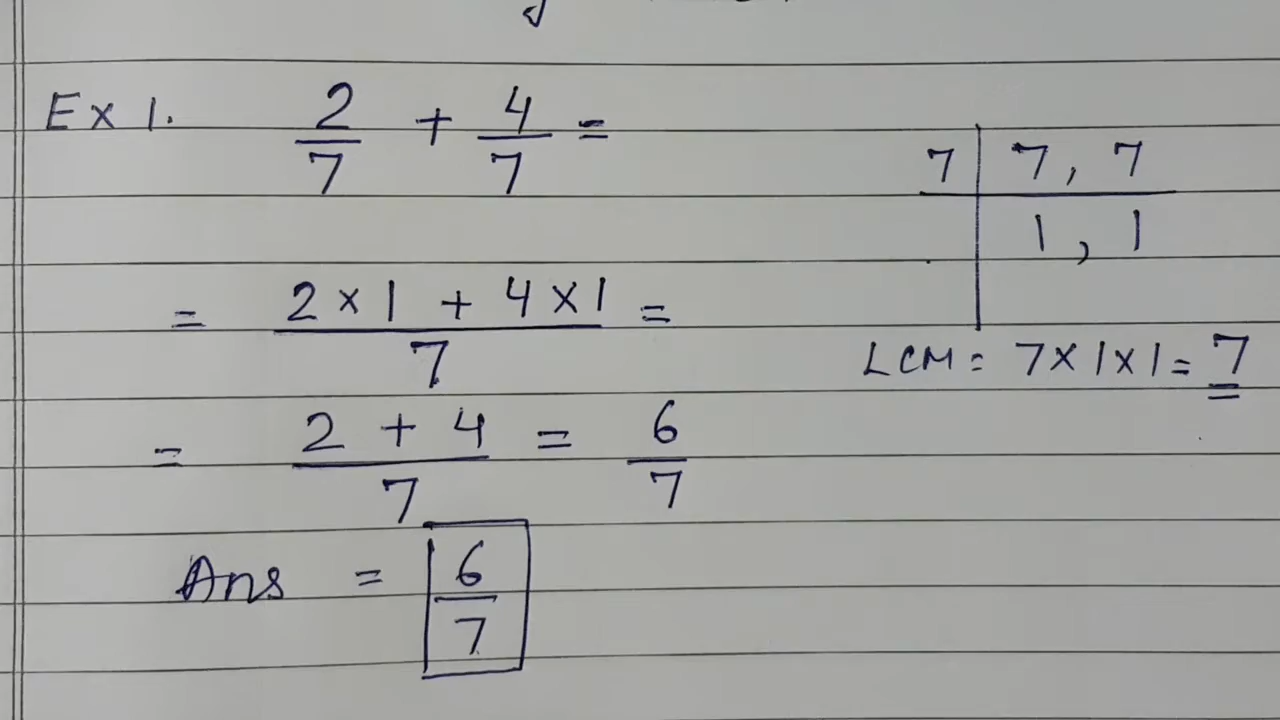 Ex 1. 2/7 + 4/7 =
= (2 × 1 + 4 × 1)/7 =
= (2 + 4)/7 = 6/7
Ans = 6/7
7 | 7, 7
1, 1
LCM = 7 × 1 × 1 = 7